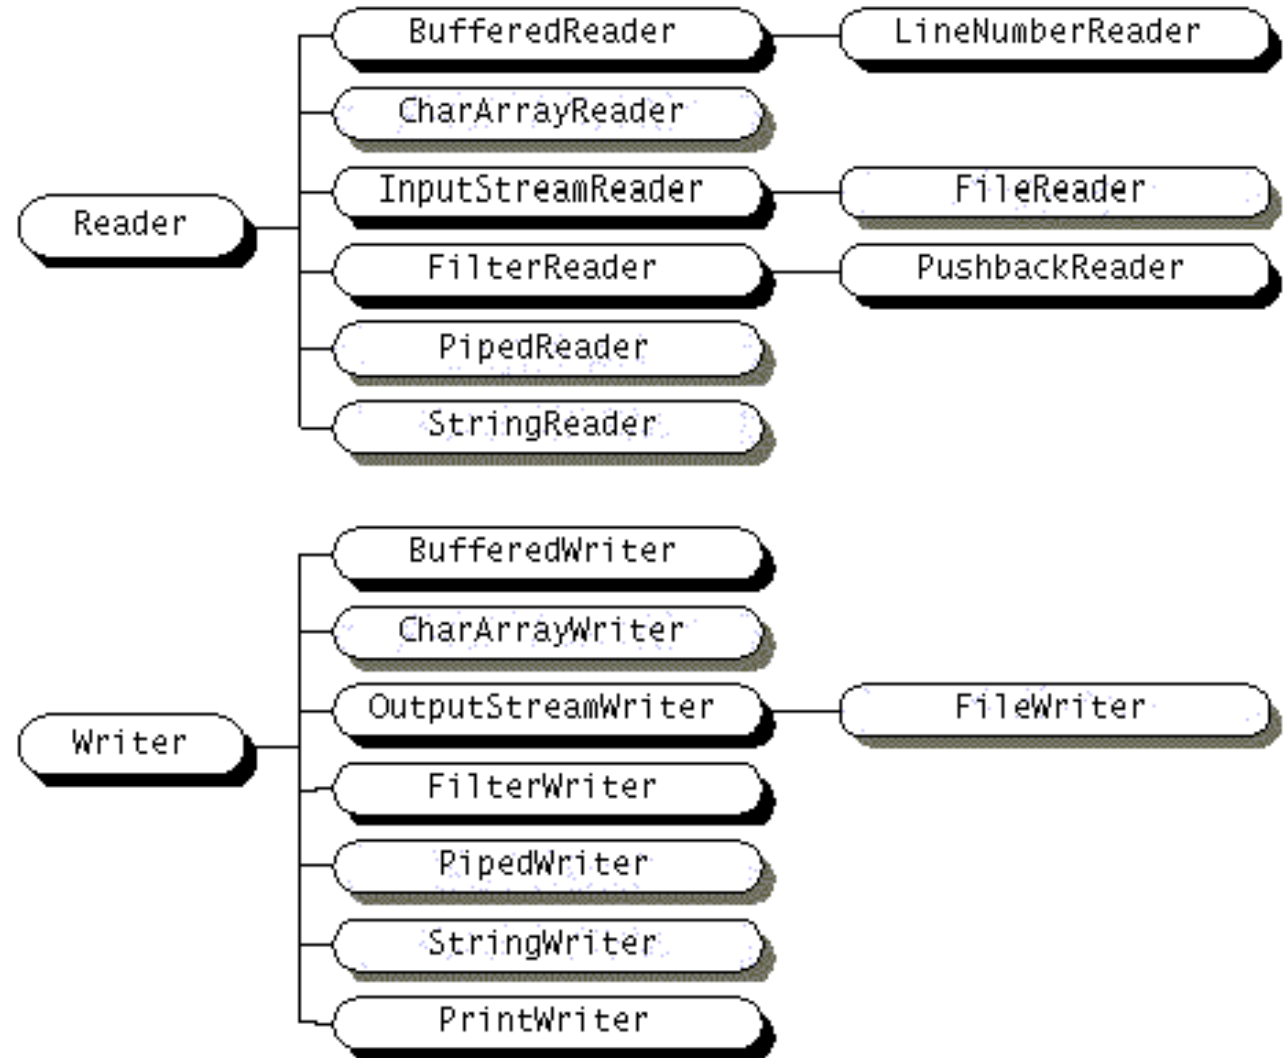 BufferedReader
LineNumberReader
CharArrayReader
InputStreamReader
FileReader
Reader
FilterReader
PushbackReader
PipedReader
StringReader
BufferedWriter
CharArrayWriter
OutputStreamWriter
FileWriter
Writer
FilterWriter
PipedWriter
StringWriter
PrintWriter